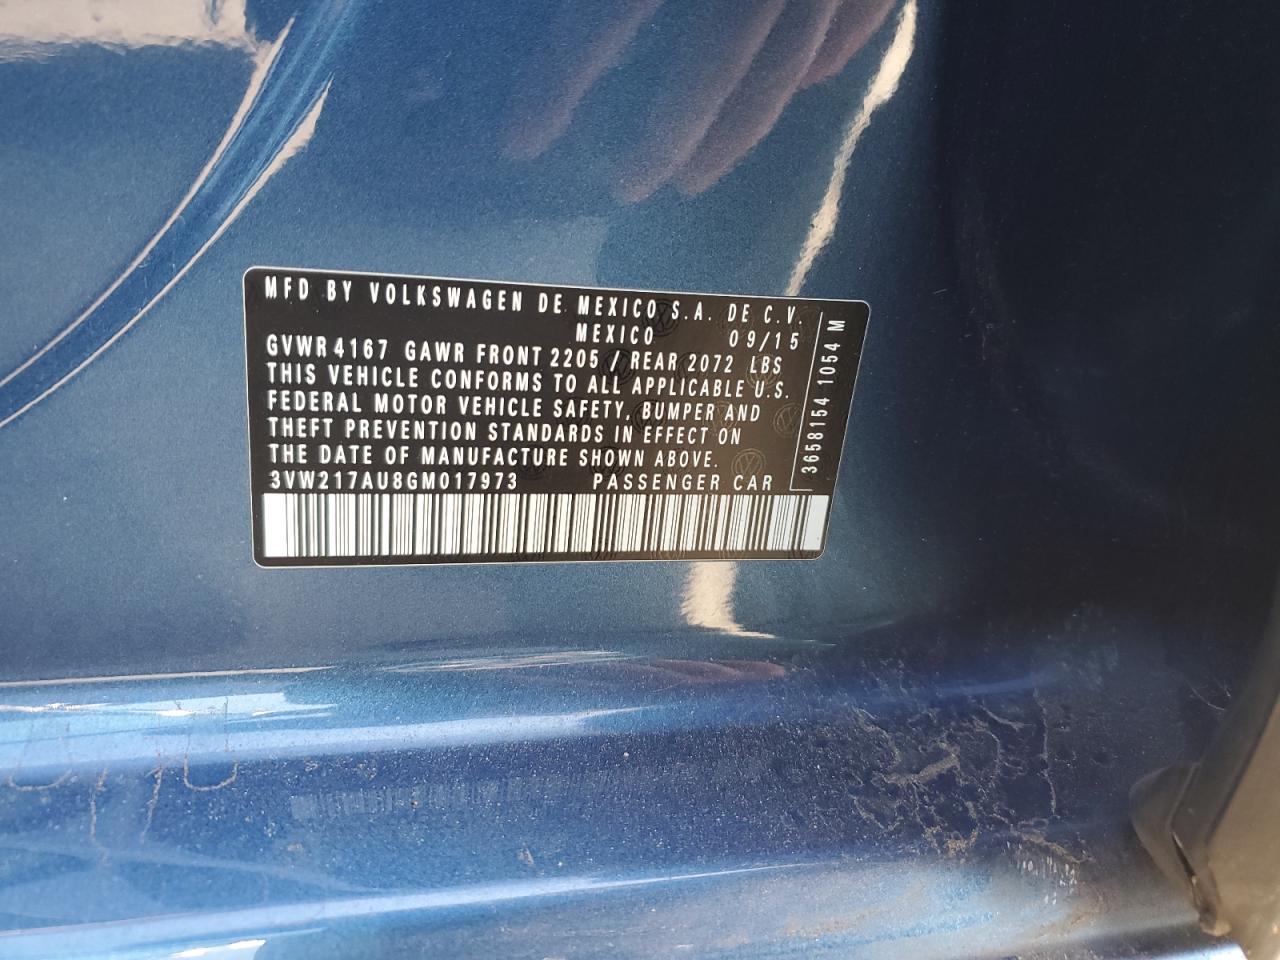 MFD BY VOLKSWAGEN DE MEXICO S.A. DE C.V.
MEXICO 09/15
GVWR 4167 GAWR FRONT 2205 / REAR 2072 LBS
THIS VEHICLE CONFORMS TO ALL APPLICABLE U.S.
FEDERAL MOTOR VEHICLE SAFETY, BUMPER AND
THEFT PREVENTION STANDARDS IN EFFECT ON
THE DATE OF MANUFACTURE SHOWN ABOVE.
3VW217AU8GM017973 PASSENGER CAR
3658154 1054 M